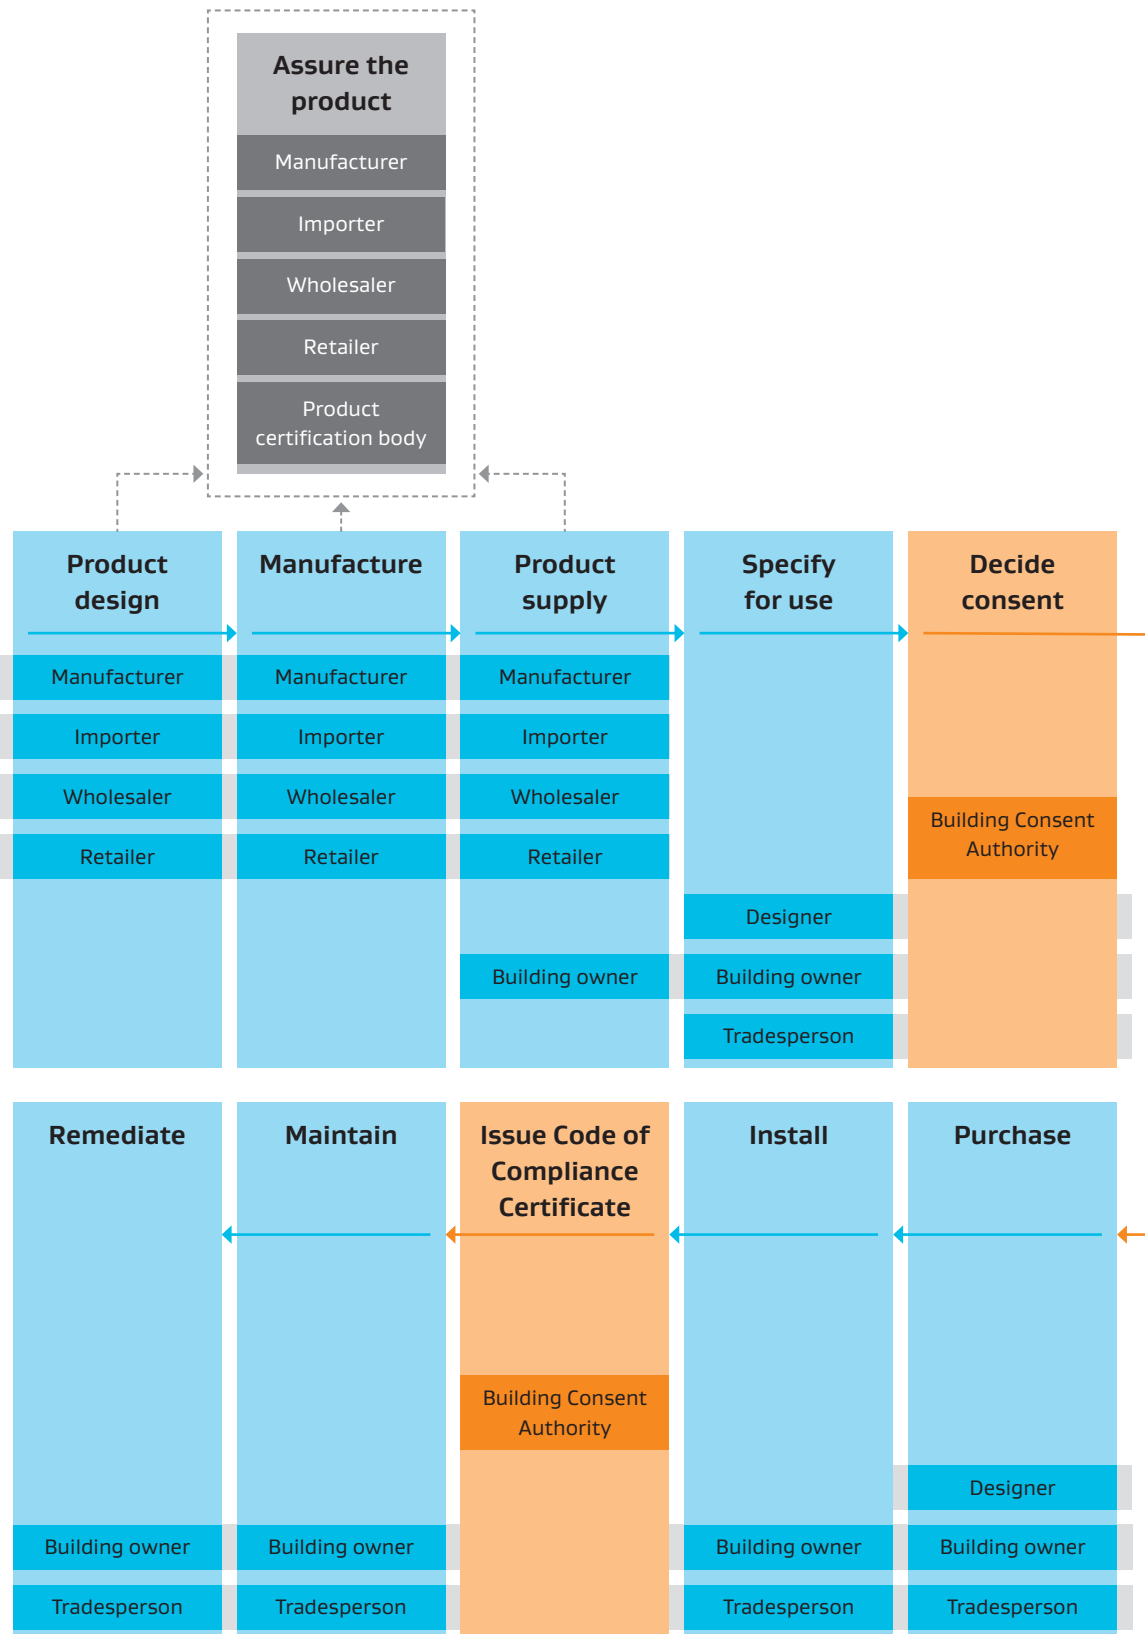 Assure the
product
Manufacturer
Importer
Wholesaler
Retailer
Product
certification body
Product
design
Manufacturer
Importer
Wholesaler
Retailer
Manufacture
Manufacturer
Importer
Wholesaler
Retailer
Product
supply
Manufacturer
Importer
Wholesaler
Retailer
Building owner
Specify
for use
Designer
Building owner
Tradesperson
Decide
consent
Building Consent
Authority
Remediate
Building owner
Tradesperson
Maintain
Building owner
Tradesperson
Issue Code of
Compliance
Certificate
Building Consent
Authority
Install
Building owner
Tradesperson
Purchase
Designer
Building owner
Tradesperson